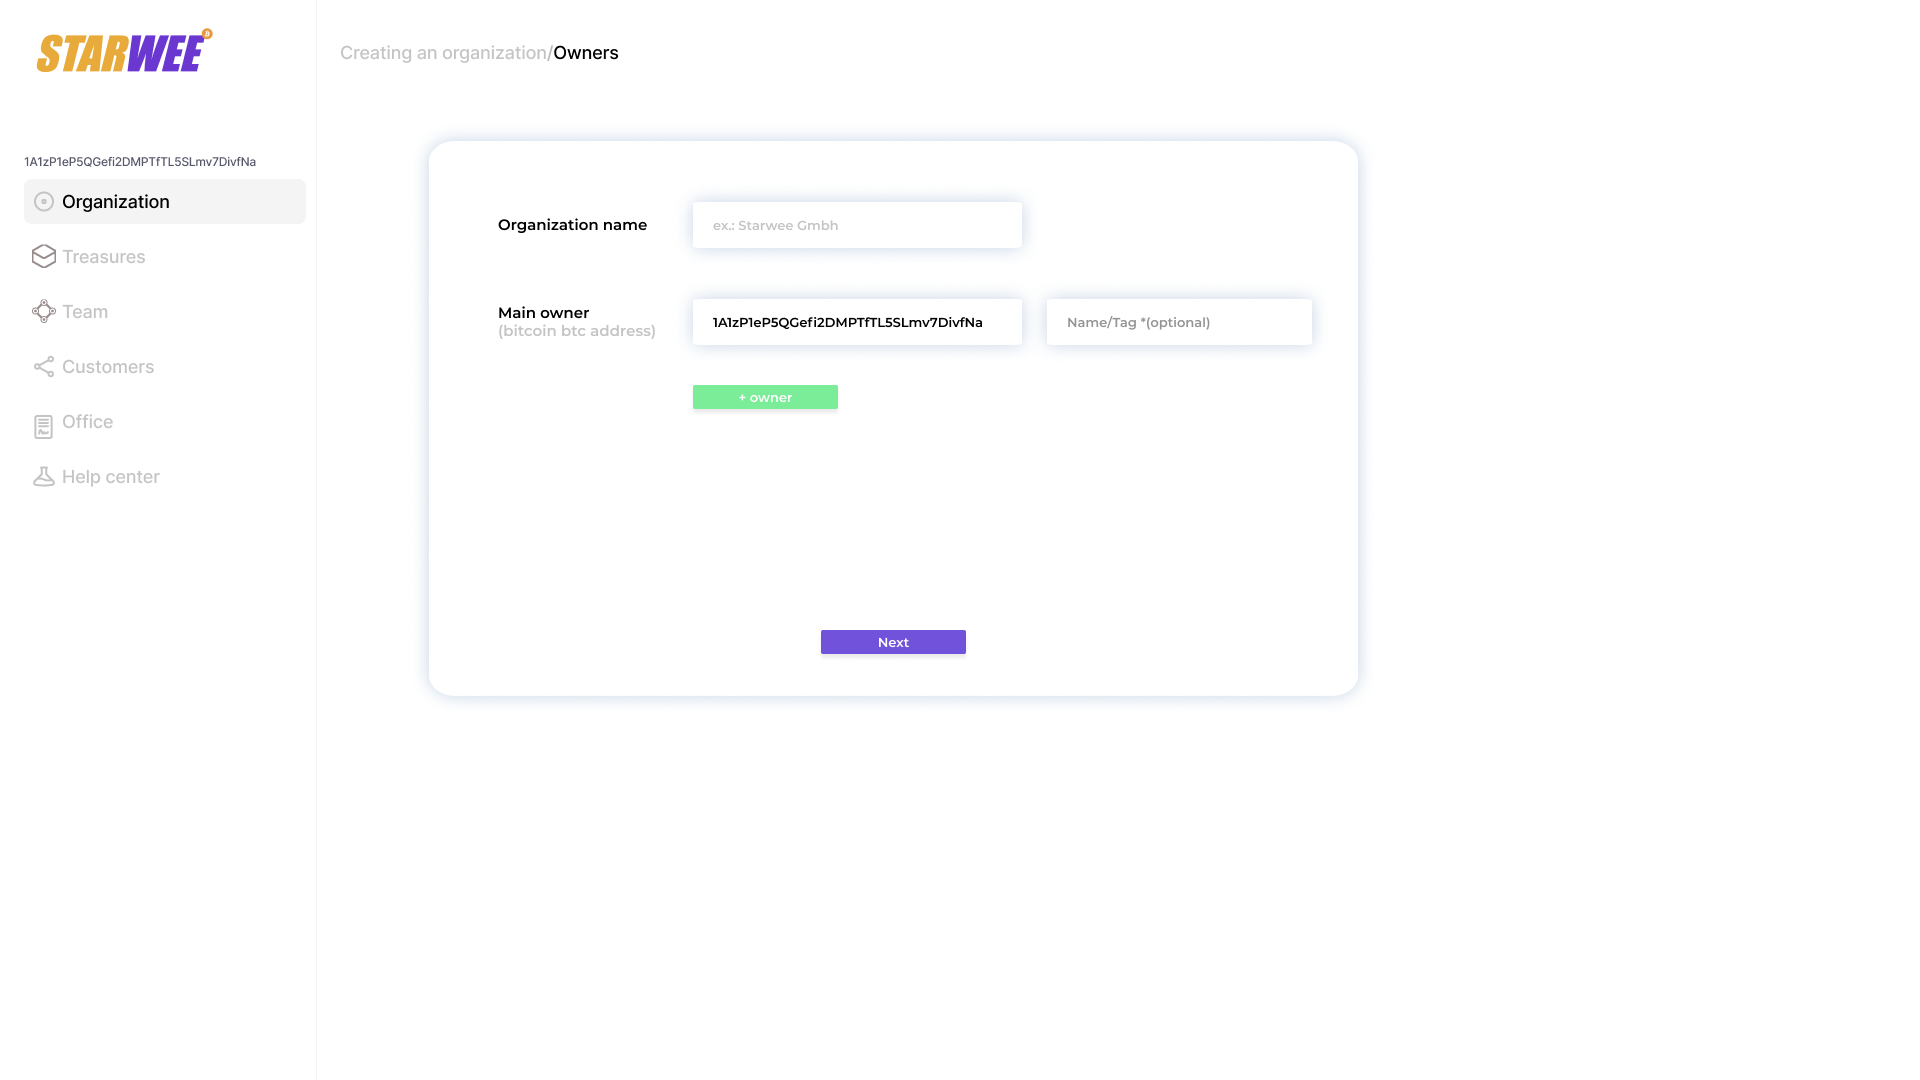 STARWEE
Creating an organization/Owners
1A1zP1eP5QGefi2DMPTfTL5SLmv7DivfNa
Organization
Treasures
Team
Customers
Office
Help center
Organization name
ex.: Starwee Gmbh
Main owner
(bitcoin btc address)
1A1zP1eP5QGefi2DMPTfTL5SLmv7DivfNa
Name/Tag *(optional)
+ owner
Next